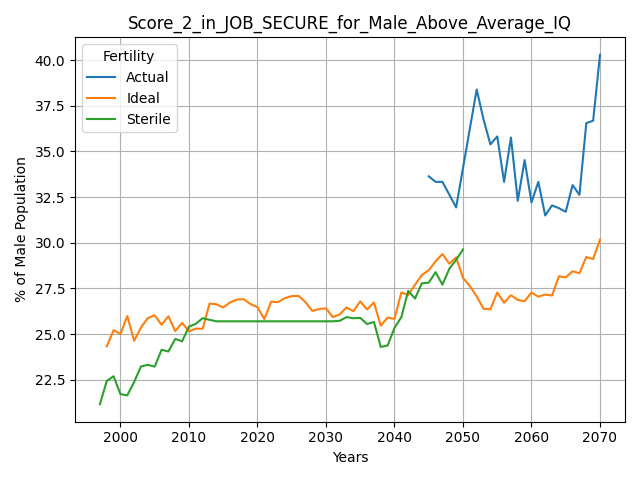 Score_2_in_JOB_SECURE_for_Male_Above_Average_IQ
Fertility
Actual
Ideal
Sterile
% of Male Population
40.0
37.5
35.0
32.5
30.0
27.5
25.0
22.5
2000 2010 2020 2030 2040 2050 2060 2070
Years